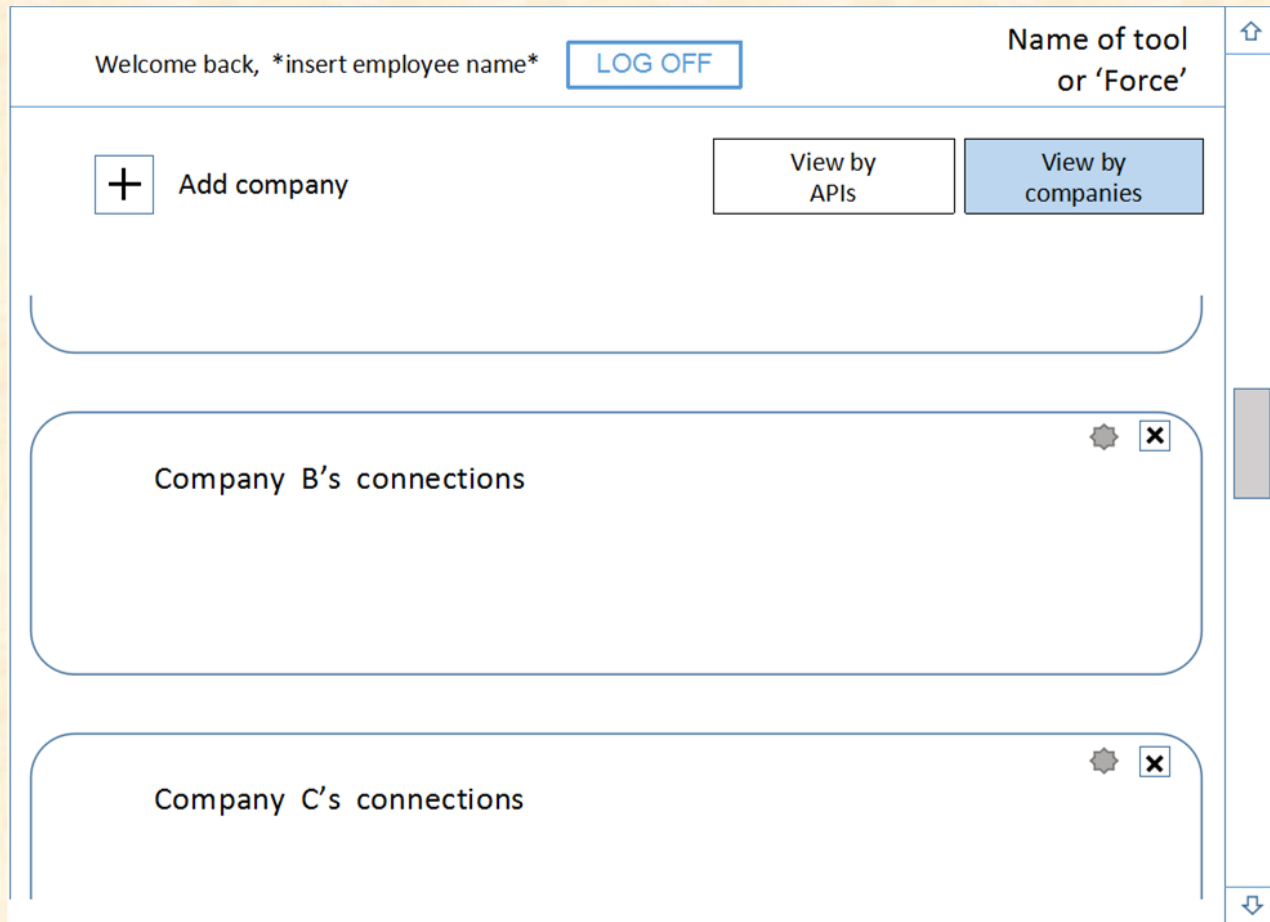 Welcome back, *insert employee name*
LOG OFF
Name of tool
or ‘Force’
Add company
View by
APIs
View by
companies
Company B’s connections
Company C’s connections